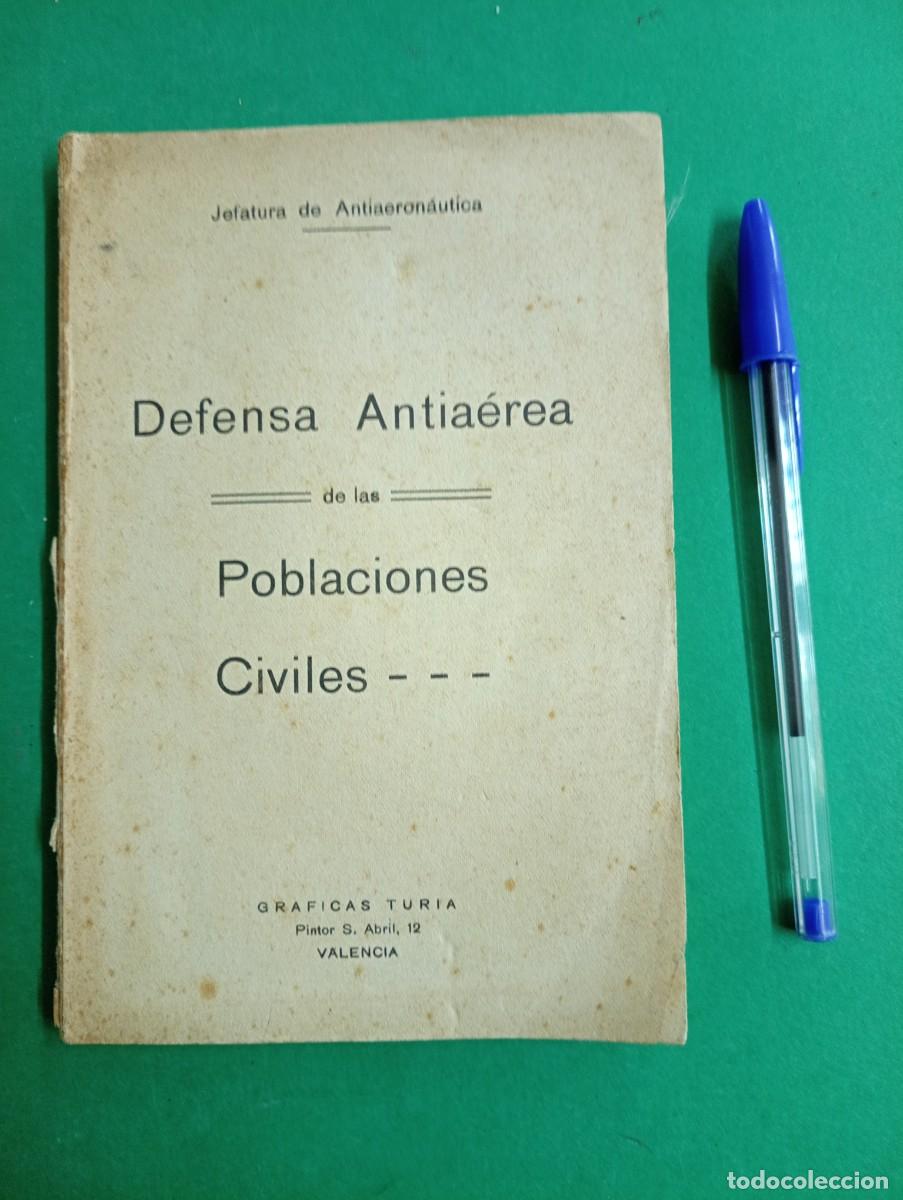 Jefatura de Antiaeronáutica
Defensa Antiaérea
de las
Poblaciones
Civiles - - -
GRAFICAS TURIA
Pintor S. Abril, 12
VALENCIA
todocoleccion